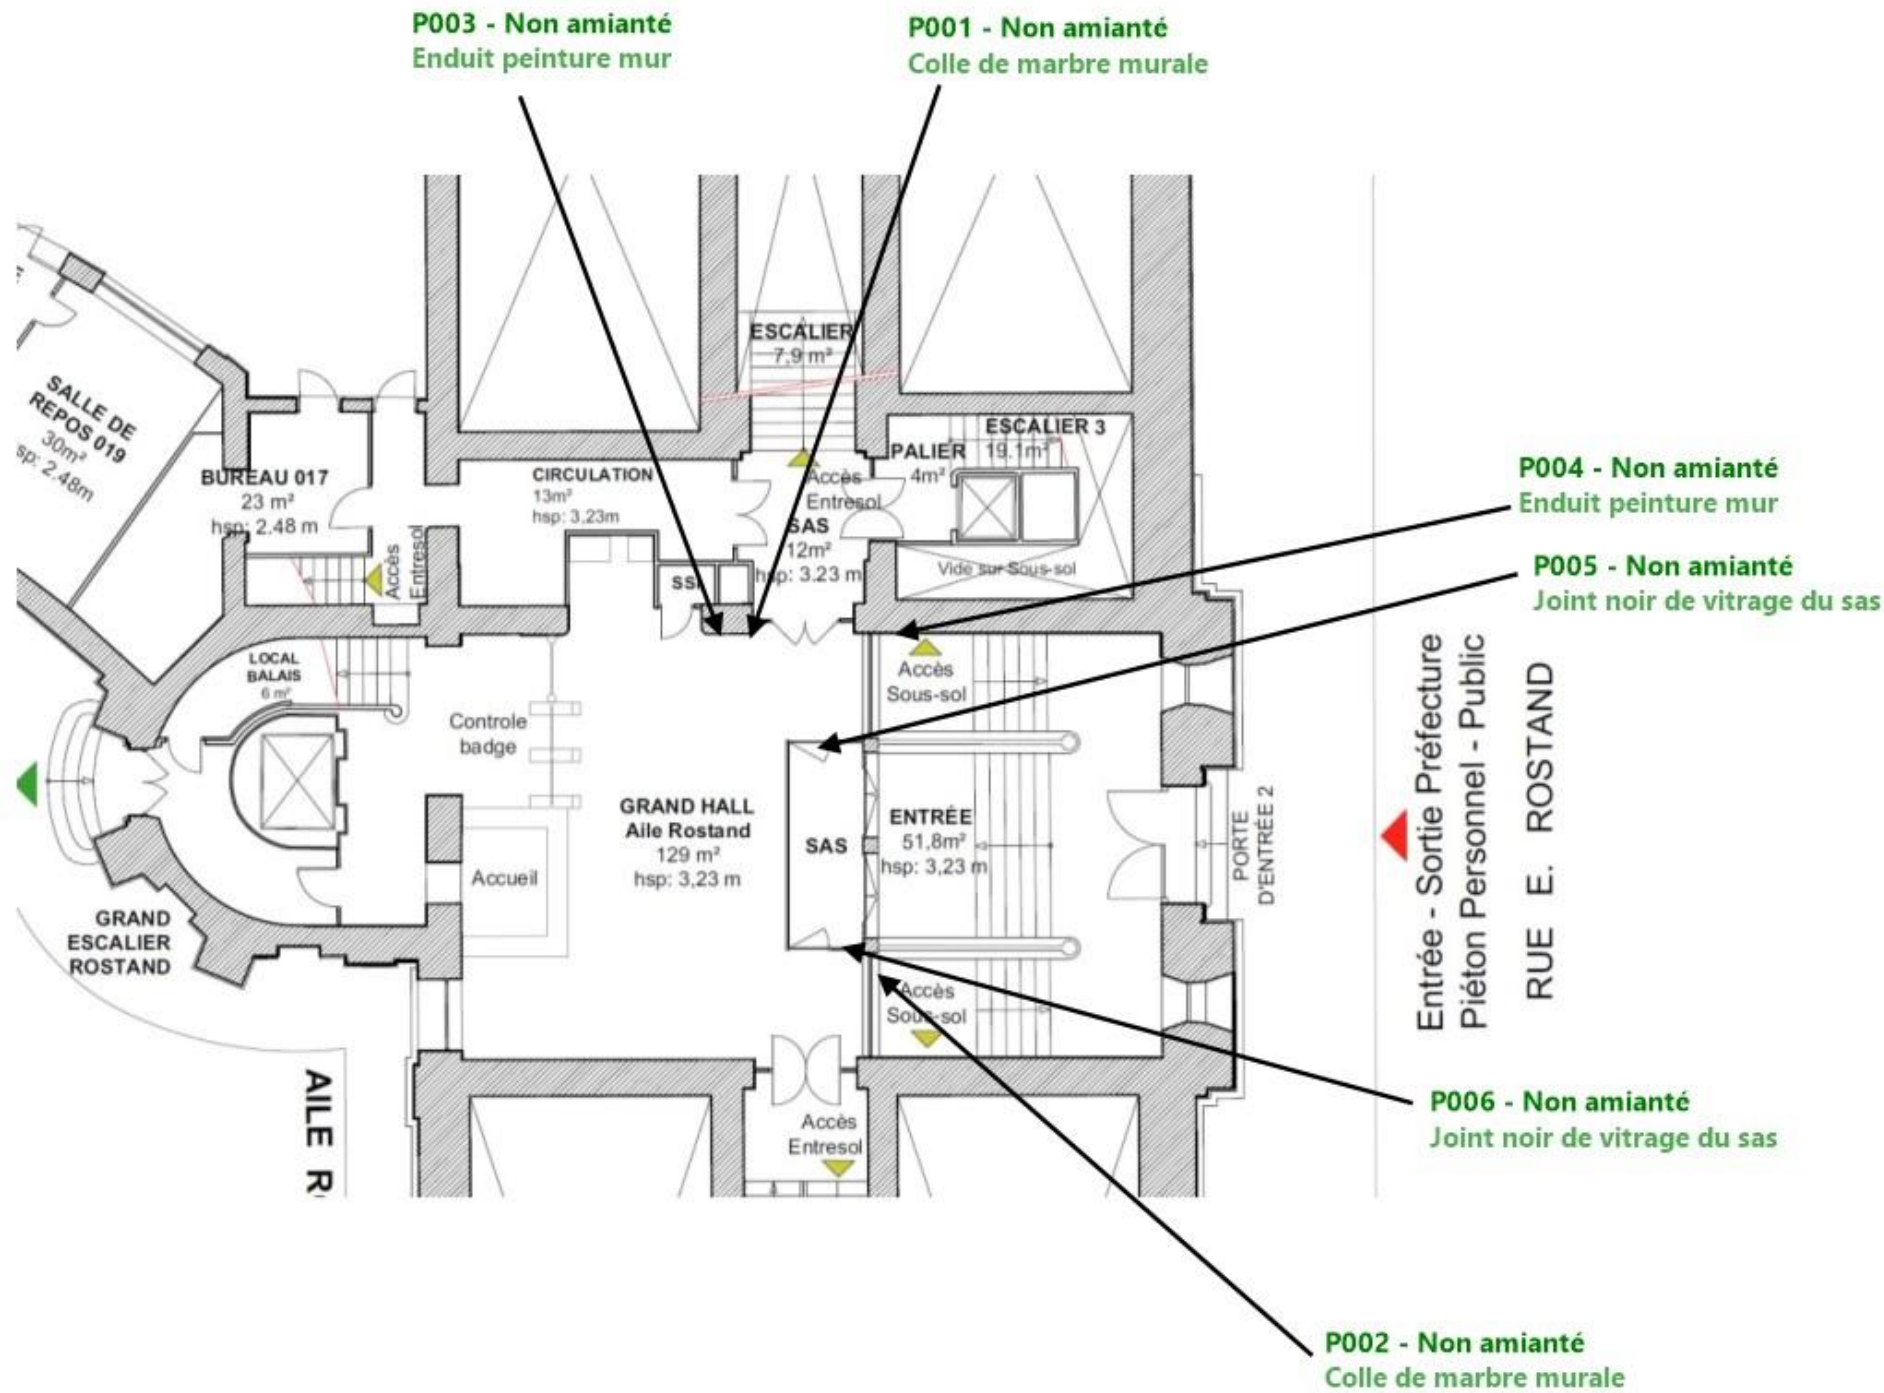 P003 - Non amianté
Enduit peinture mur
P001 - Non amianté
Colle de marbre murale
ESCALIER
7,9 m²
SALLE DE
REPOS 019
30m²
sp: 2.48m
BUREAU 017
23 m²
hsp: 2.48 m
CIRCULATION
13m²
hsp: 3,23m
Accès
Entresol
SAS
12m²
hsp: 3.23 m
PALIER
4m²
ESCALIER 3
19.1m²
Vide sur Sous-sol
Accès
Entresol
SSI
P004 - Non amianté
Enduit peinture mur
P005 - Non amianté
Joint noir de vitrage du sas
LOCAL
BALAIS
6 m²
Controle
badge
Accès
Sous-sol
GRAND HALL
Aile Rostand
129 m²
hsp: 3,23 m
SAS
ENTRÉE
51,8m²
hsp: 3,23 m
PORTE
D'ENTRÉE 2
Entrée - Sortie Préfecture
Piéton Personnel - Public
RUE E. ROSTAND
Accueil
GRAND
ESCALIER
ROSTAND
Accès
Sous-sol
AILE R
Accès
Entresol
P006 - Non amianté
Joint noir de vitrage du sas
P002 - Non amianté
Colle de marbre murale